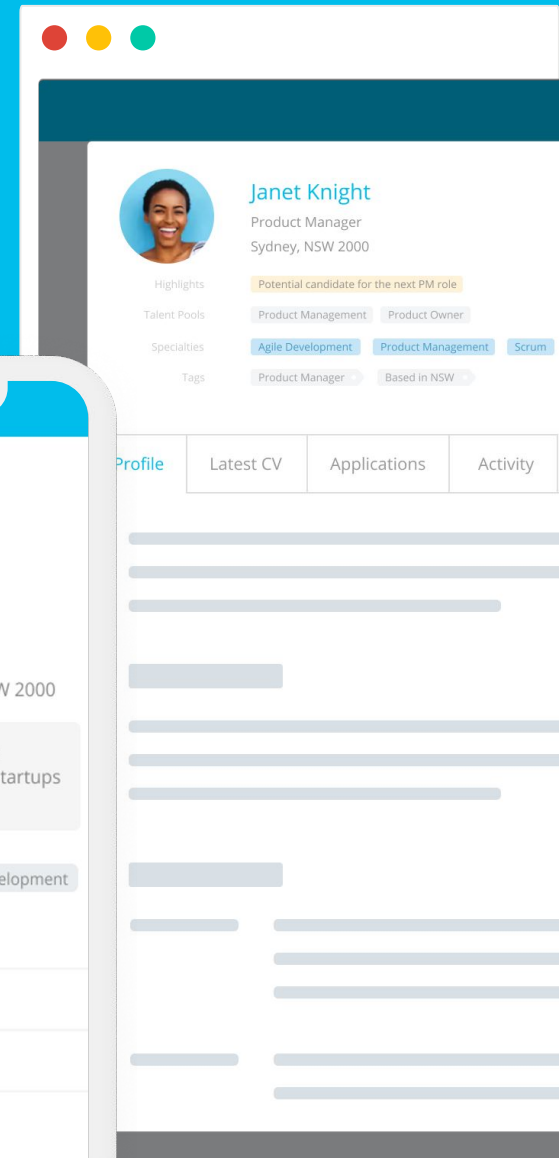 Janet Knight
Product Manager
Sydney, NSW 2000
Highlights Potential candidate for the next PM role
Talent Pools Product Management Product Owner
Specialties Agile Development Product Management Scrum
Tags Product Manager Based in NSW
Profile Latest CV Applications Activity
W 2000
tartups
elopment